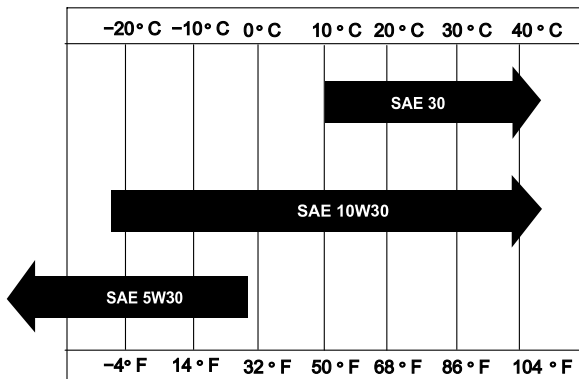 −20° C −10° C 0° C 10° C 20° C 30° C 40° C
SAE 30
SAE 10W30
SAE 5W30
−4° F 14° F 32° F 50° F 68° F 86° F 104° F